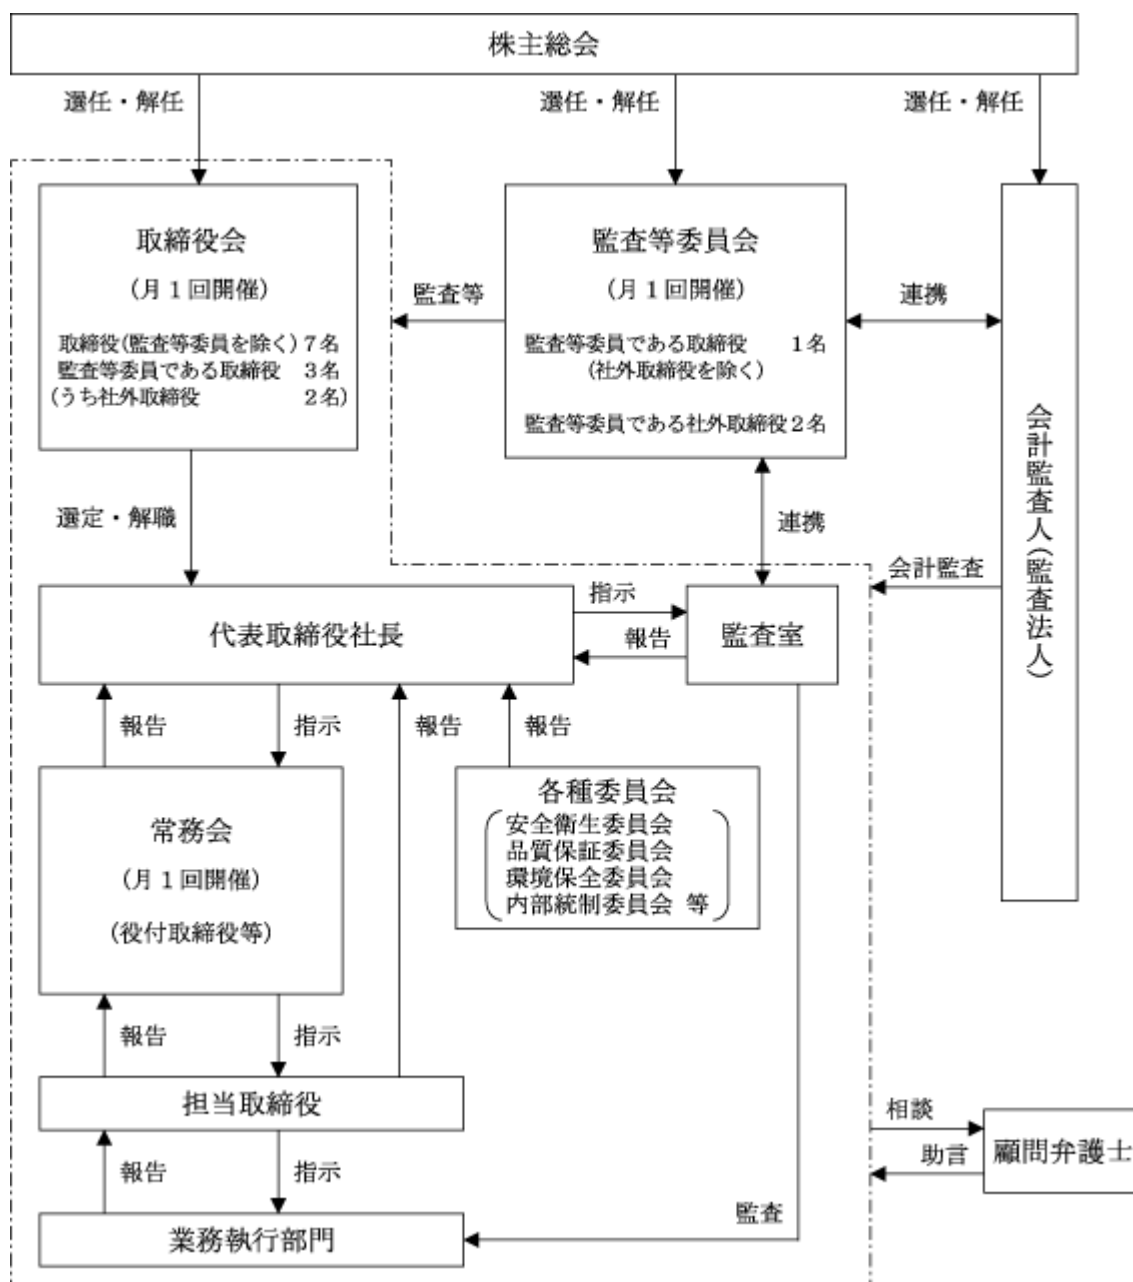 株主総会
選任・解任
選任・解任
選任・解任
取締役会
(月1回開催)
取締役(監査等委員を除く)7名
監査等委員である取締役 3名
(うち社外取締役 2名)
監査等
監査等委員会
(月1回開催)
監査等委員である取締役 1名
(社外取締役を除く)
監査等委員である社外取締役2名
連携
会計監査人(監査法人)
選定・解職
連携
会計監査
代表取締役社長
指示
報告
監査室
報告
指示
報告
報告
常務会
(月1回開催)
(役付取締役等)
各種委員会
安全衛生委員会
品質保証委員会
環境保全委員会
内部統制委員会 等
報告
指示
担当取締役
相談
助言
顧問弁護士
報告
指示
監査
業務執行部門